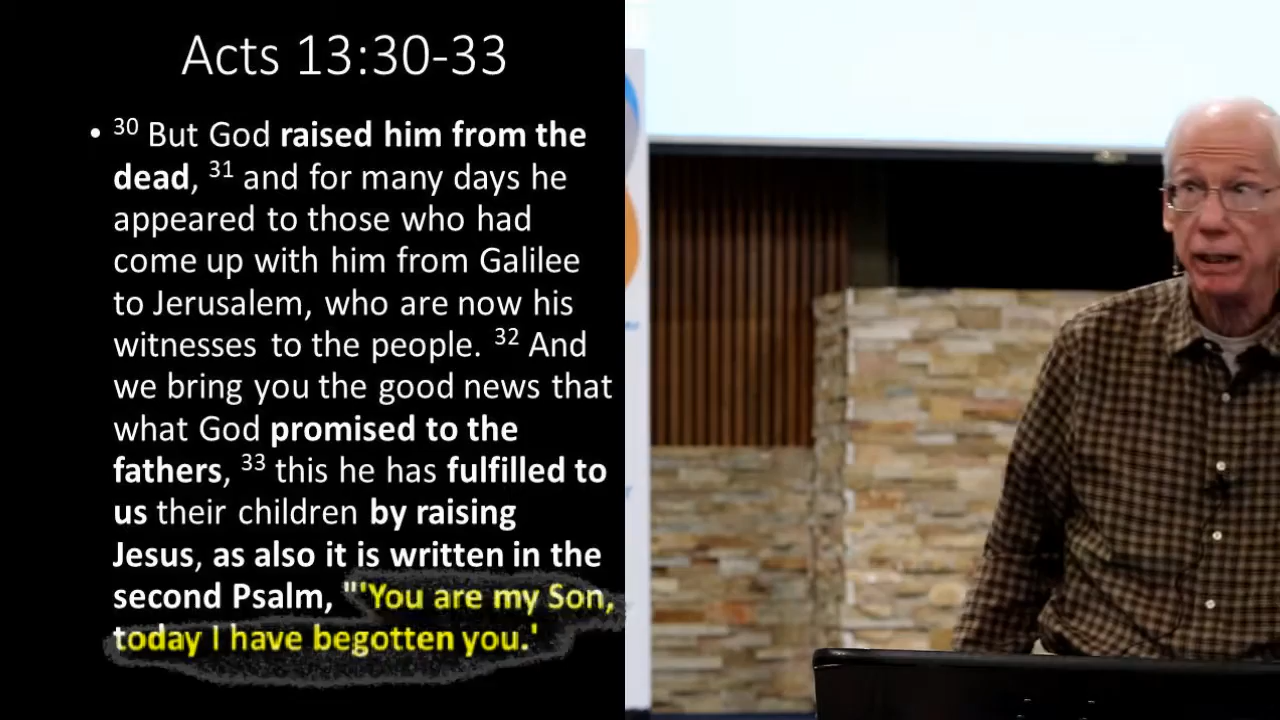 Acts 13:30-33
• 30 But God raised him from the
dead, 31 and for many days he
appeared to those who had
come up with him from Galilee
to Jerusalem, who are now his
witnesses to the people. 32 And
we bring you the good news that
what God promised to the
fathers, 33 this he has fulfilled to
us their children by raising
Jesus, as also it is written in the
second Psalm, "'You are my Son,
today I have begotten you.'